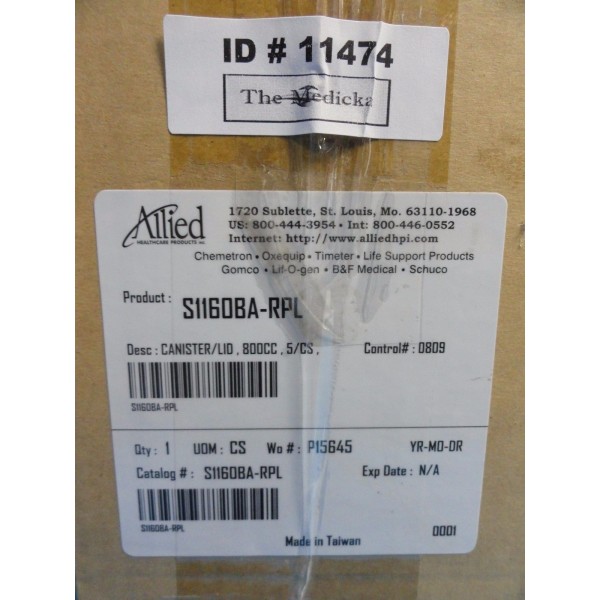 ID # 11474
The Medicka
Allied
HEALTHCARE PRODUCTS INC.
1720 Sublette, St. Louis, Mo. 63110-1968
US: 800-444-3954 • Int: 800-446-0552
Internet: http://www.alliedhpi.com
Chemetron • Oxequip • Timeter • Life Support Products
Gomco • Lif-O-gen • B&F Medical • Schuco
Product : S1160BA-RPL
Desc : CANISTER/LID , 800CC , 5/CS , Control# : 0809
S1160BA-RPL
Qty : 1 UOM : CS Wo # : P15645 YR-MO-OR
Catalog # : S1160BA-RPL Exp Date : N/A
S1160BA-RPL
Made in Taiwan
0001